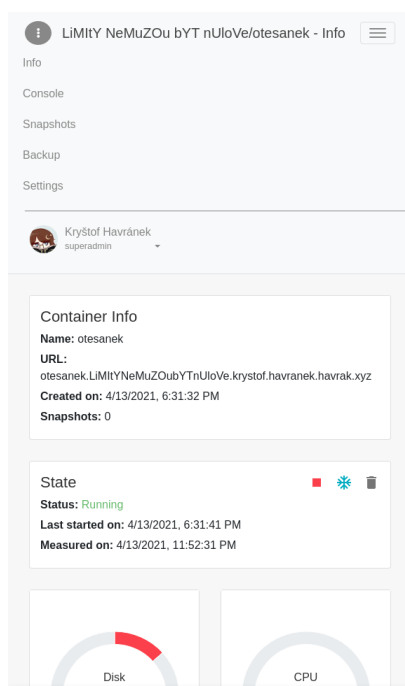 LiMItY NeMuZOu bYT nUloVe/otesanek - Info
Info
Console
Snapshots
Backup
Settings
Kryštof Havránek
superadmin
Container Info
Name: otesanek
URL:
otesanek.LiMItYNeMuZOubYTnUloVe.krystof.havranek.havrak.xyz
Created on: 4/13/2021, 6:31:32 PM
Snapshots: 0
State
Status: Running
Last started on: 4/13/2021, 6:31:41 PM
Measured on: 4/13/2021, 11:52:31 PM
Disk
CPU